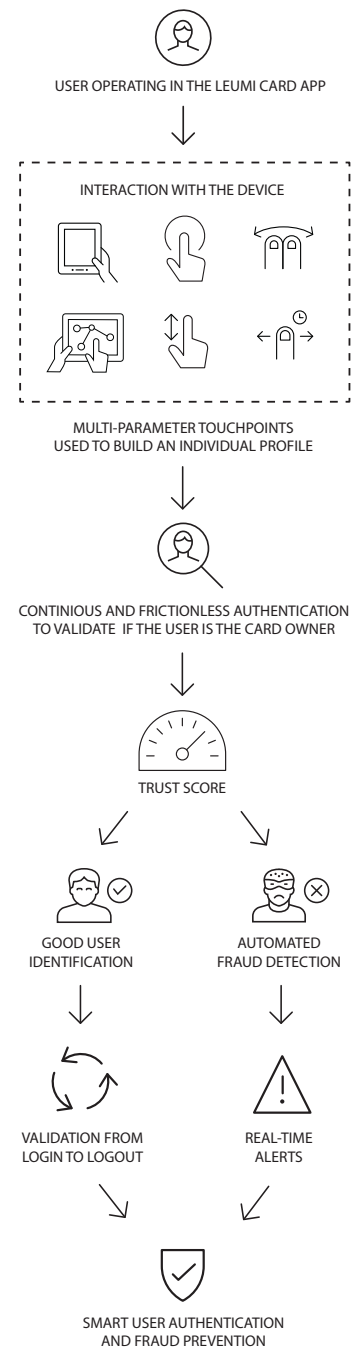 USER OPERATING IN THE LEUMI CARD APP
INTERACTION WITH THE DEVICE
MULTI-PARAMETER TOUCHPOINTS
USED TO BUILD AN INDIVIDUAL PROFILE
CONTINIOUS AND FRICTIONLESS AUTHENTICATION
TO VALIDATE IF THE USER IS THE CARD OWNER
TRUST SCORE
GOOD USER
IDENTIFICATION
AUTOMATED
FRAUD DETECTION
VALIDATION FROM
LOGIN TO LOGOUT
REAL-TIME
ALERTS
SMART USER AUTHENTICATION
AND FRAUD PREVENTION